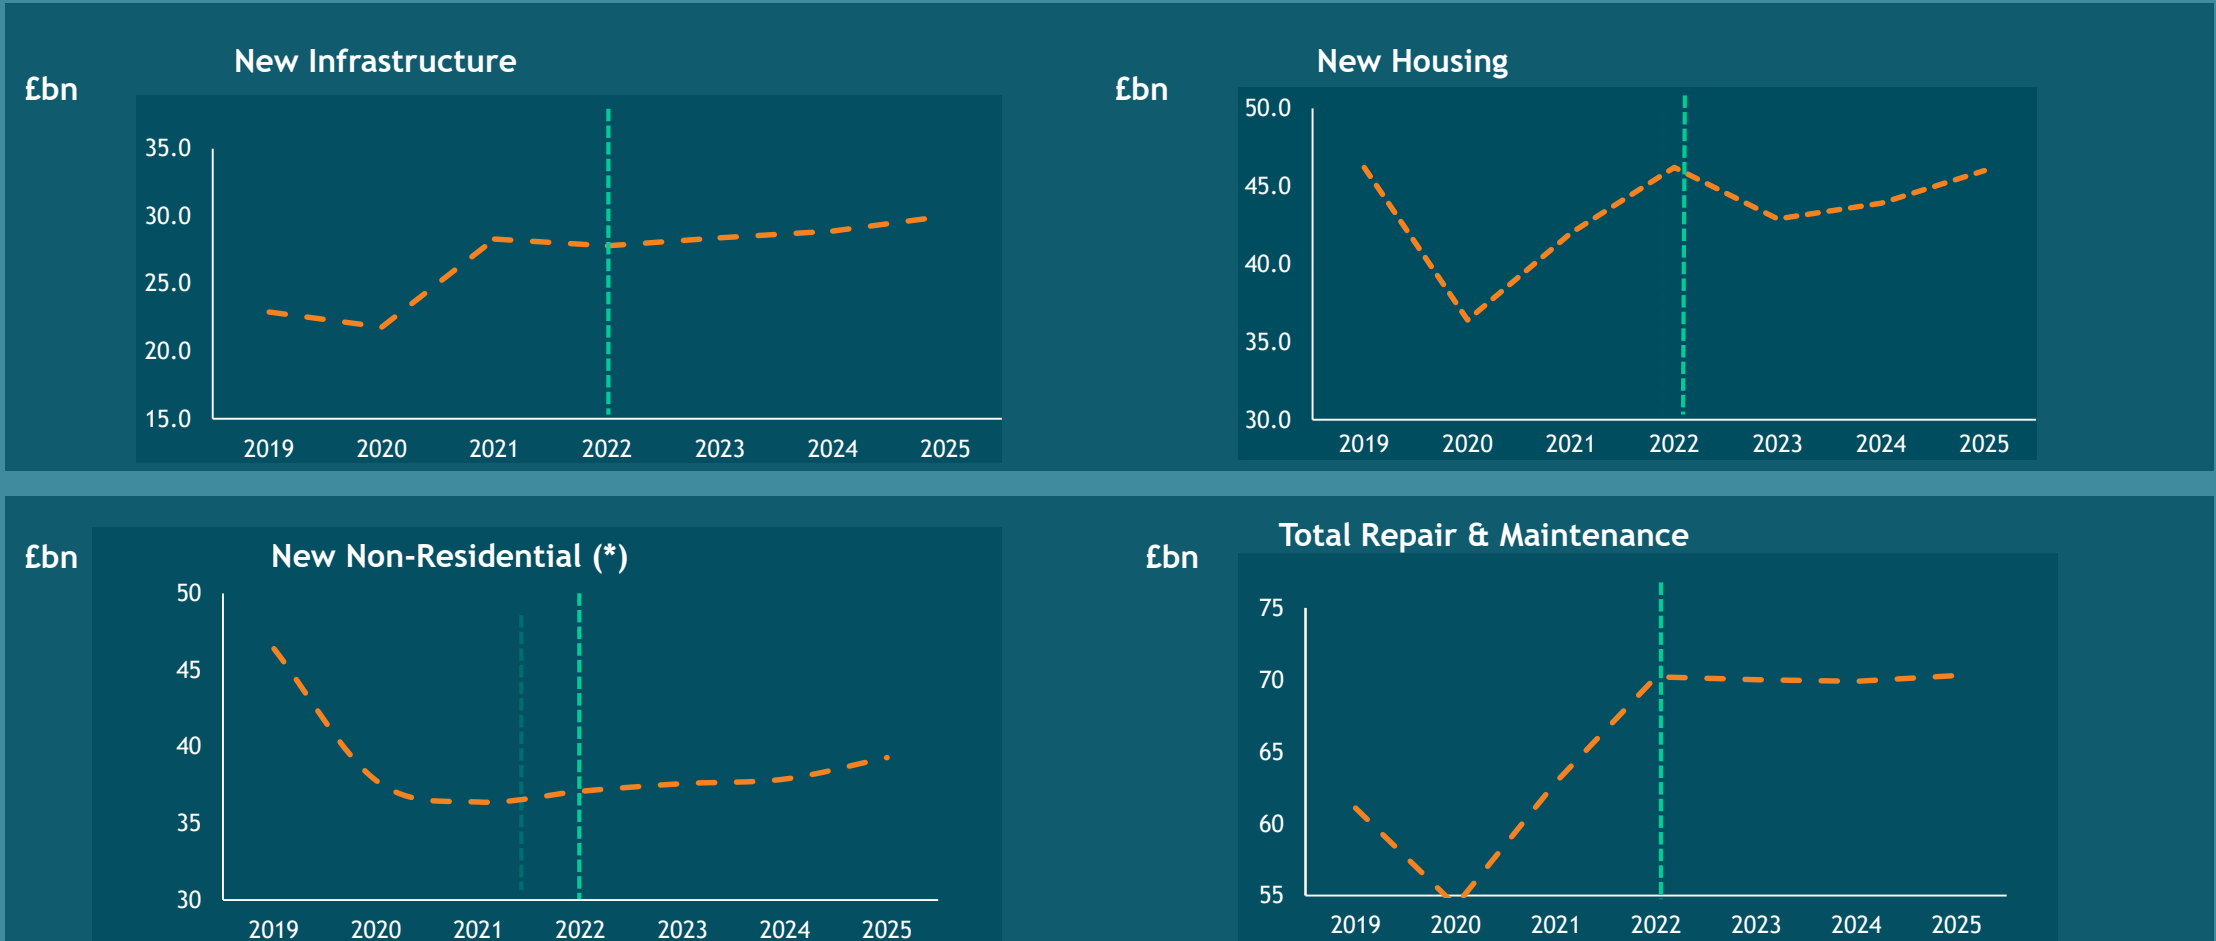 New Infrastructure
£bn
35.0
30.0
25.0
20.0
15.0
2019 2020 2021 2022 2023 2024 2025
New Housing
£bn
50.0
45.0
40.0
35.0
30.0
2019 2020 2021 2022 2023 2024 2025
New Non-Residential (*)
£bn
50
45
40
35
30
2019 2020 2021 2022 2023 2024 2025
Total Repair & Maintenance
£bn
75
70
65
60
55
2019 2020 2021 2022 2023 2024 2025